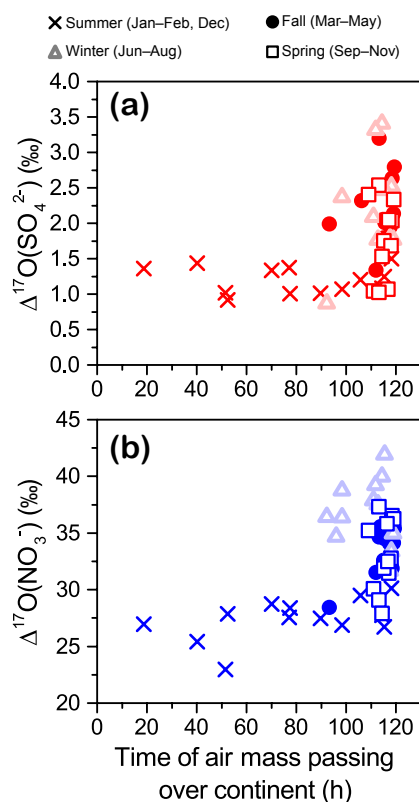 Summer (Jan–Feb, Dec) Fall (Mar–May)
Winter (Jun–Aug) Spring (Sep–Nov)
(a)
Δ¹⁷O(SO₄²⁻) (‰)
4.0
3.5
3.0
2.5
2.0
1.5
1.0
0.5
0.0
0 20 40 60 80 100 120
(b)
Δ¹⁷O(NO₃⁻) (‰)
45
40
35
30
25
20
0 20 40 60 80 100 120
Time of air mass passing
over continent (h)